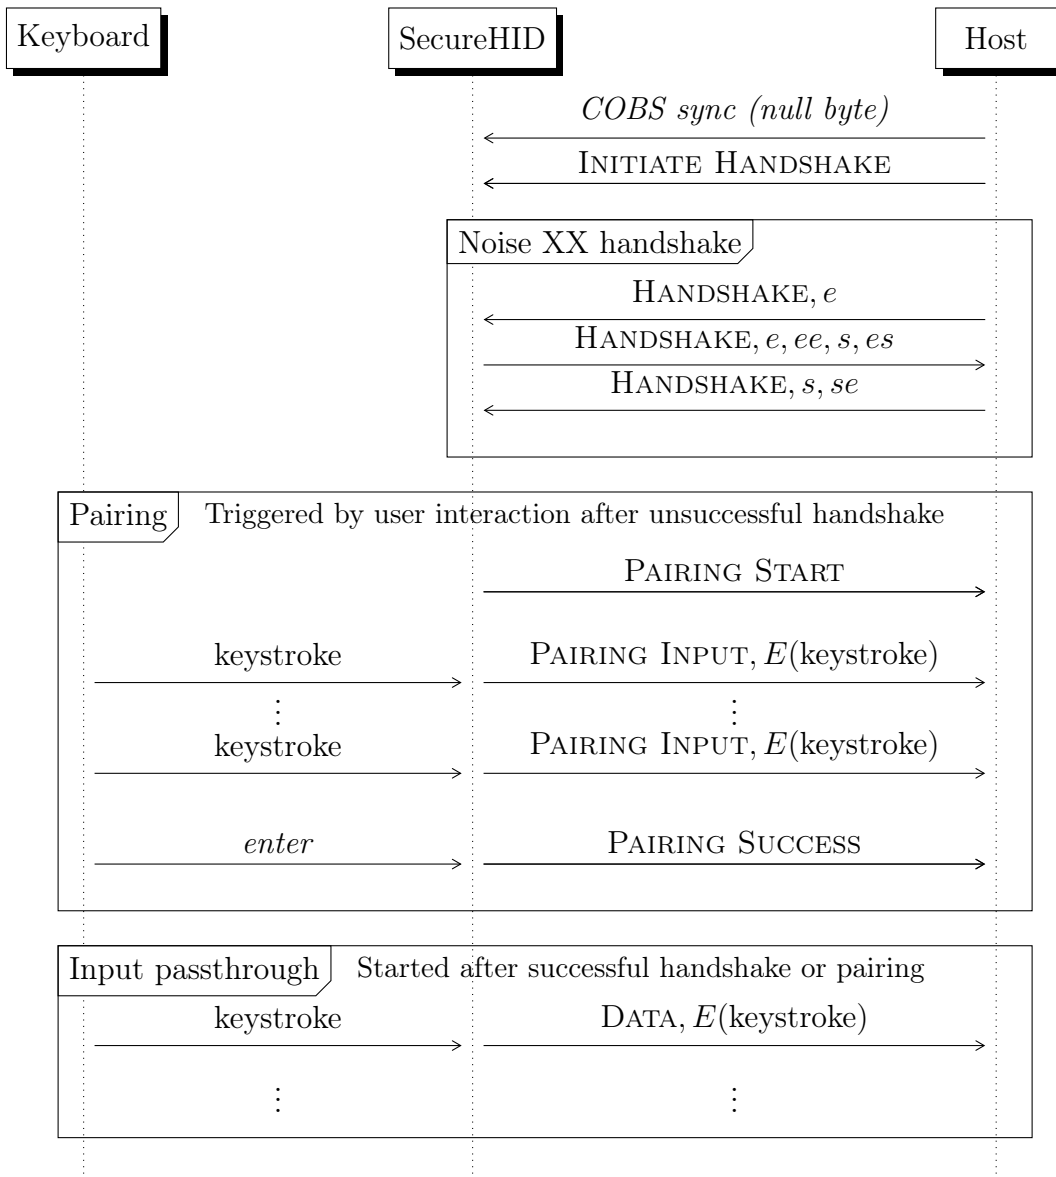 Keyboard SecureHID Host
COBS sync (null byte)
INITIATE HANDSHAKE
Noise XX handshake
HANDSHAKE, e
HANDSHAKE, e, ee, s, es
HANDSHAKE, s, se
Pairing Triggered by user interaction after unsuccessful handshake
PAIRING START
keystroke PAIRING INPUT, E(keystroke)
⋮ ⋮
keystroke PAIRING INPUT, E(keystroke)
enter PAIRING SUCCESS
Input passthrough Started after successful handshake or pairing
keystroke DATA, E(keystroke)
⋮ ⋮